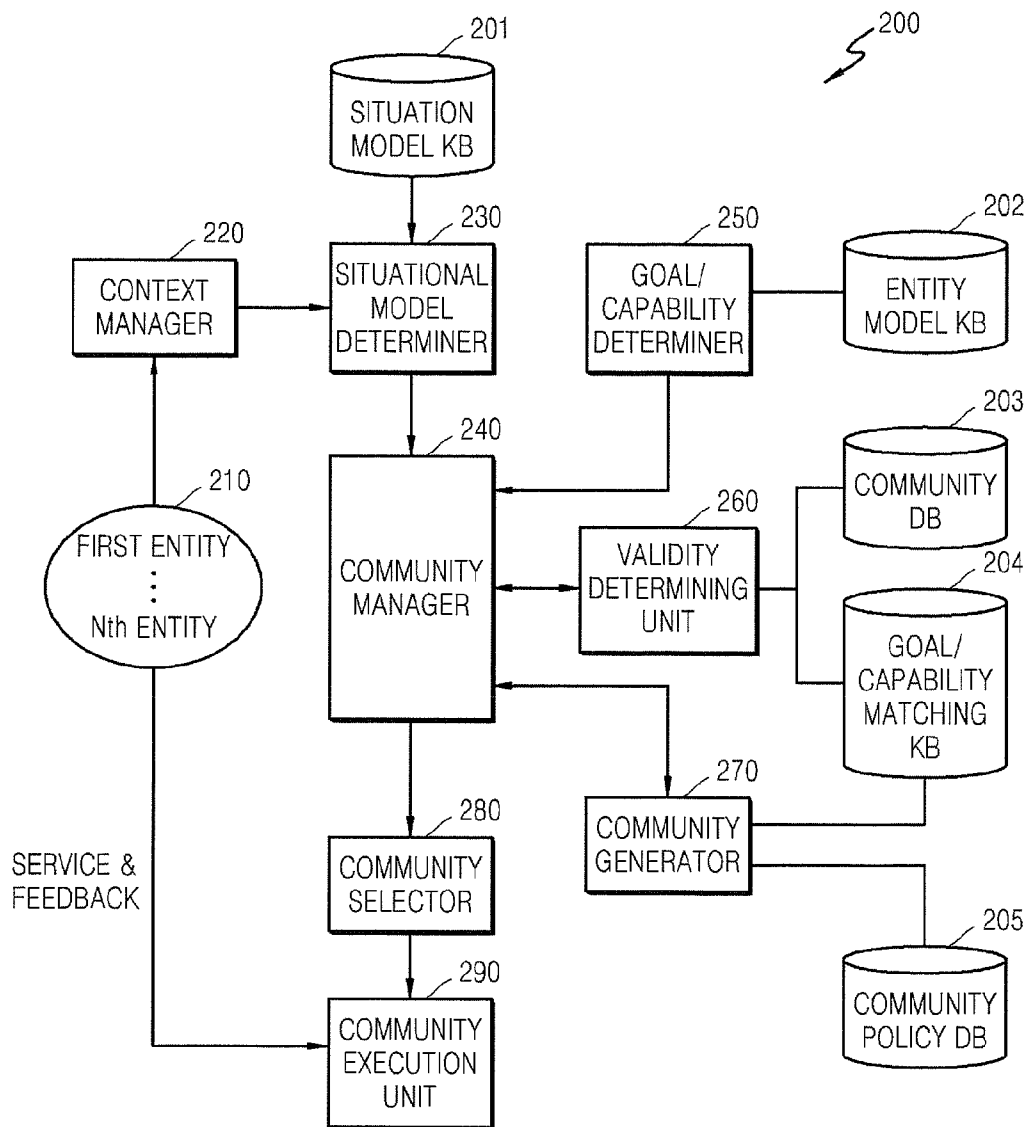 200
201
SITUATION
MODEL KB
220
CONTEXT
MANAGER
230
SITUATIONAL
MODEL
DETERMINER
250
GOAL/
CAPABILITY
DETERMINER
202
ENTITY
MODEL KB
203
COMMUNITY
DB
240
COMMUNITY
MANAGER
210
FIRST ENTITY
⋮
Nth ENTITY
260
VALIDITY
DETERMINING
UNIT
204
GOAL/
CAPABILITY
MATCHING
KB
270
COMMUNITY
GENERATOR
280
COMMUNITY
SELECTOR
SERVICE &
FEEDBACK
205
COMMUNITY
POLICY DB
290
COMMUNITY
EXECUTION
UNIT